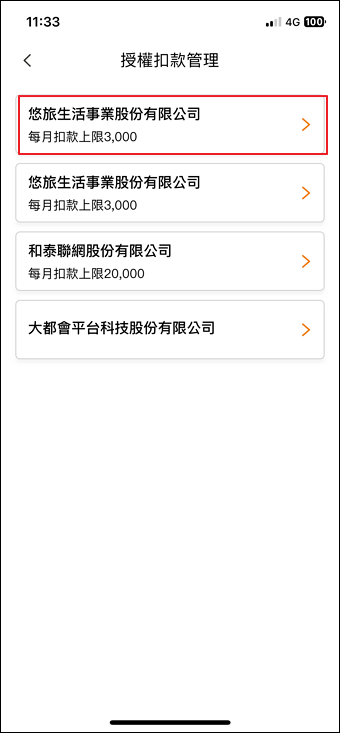 11:33
4G 100
授權扣款管理
悠旅生活事業股份有限公司
每月扣款上限3,000
悠旅生活事業股份有限公司
每月扣款上限3,000
和泰聯網股份有限公司
每月扣款上限20,000
大都會平台科技股份有限公司